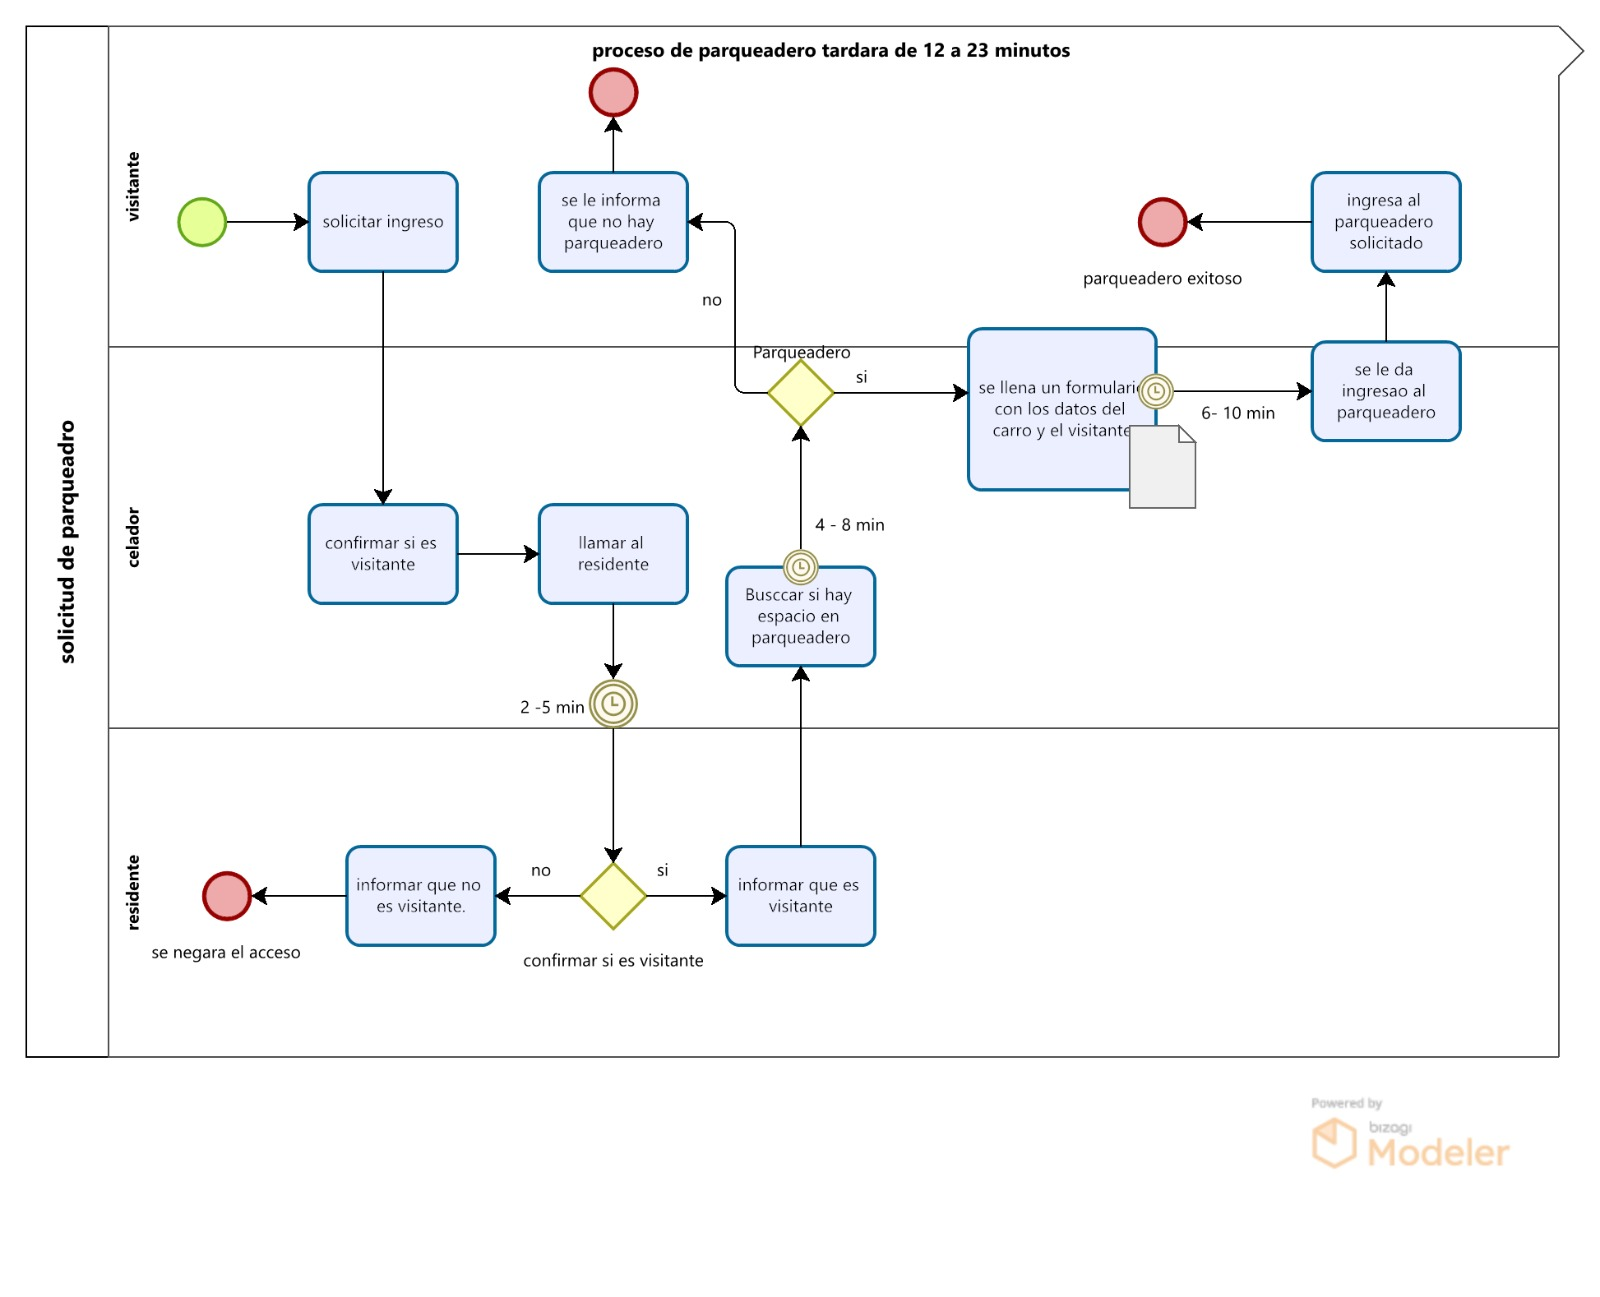 proceso de parqueadero tardara de 12 a 23 minutos
solicitud de parqueadro
visitante
solicitar ingreso
se le informa
que no hay
parqueadero
no
parqueadero exitoso
ingresa al
parqueadero
solicitado
celador
Parqueadero
si
se llena un formulario
con los datos del
carro y el visitante
6- 10 min
se le da
ingresao al
parqueadero
confirmar si es
visitante
llamar al
residente
4 - 8 min
Busccar si hay
espacio en
parqueadero
2 -5 min
residente
se negara el acceso
informar que no
es visitante.
no
si
confirmar si es visitante
informar que es
visitante
Powered by
bizagi
Modeler